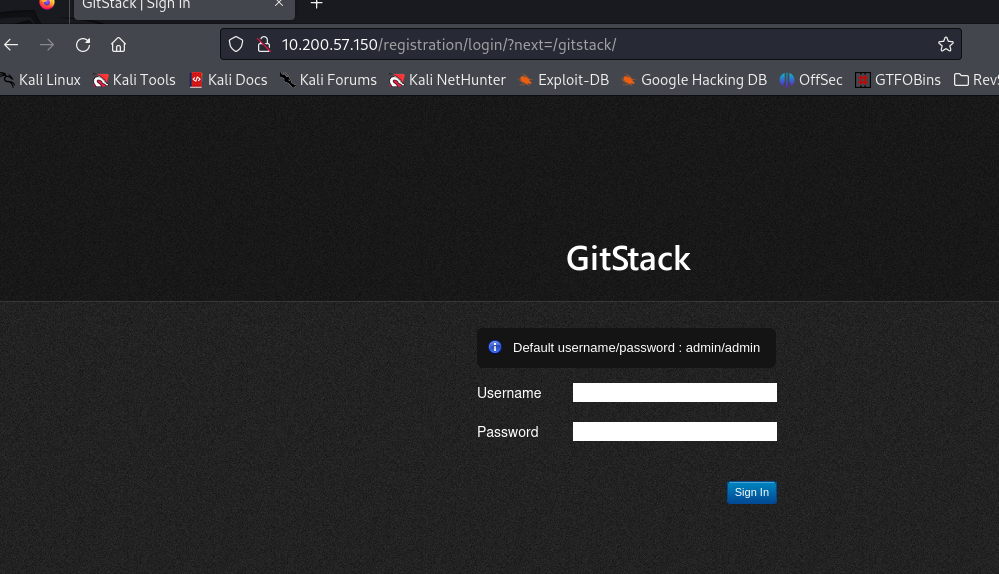 GitStack | Sign In
10.200.57.150/registration/login/?next=/gitstack/
Kali Linux Kali Tools Kali Docs Kali Forums Kali NetHunter Exploit-DB Google Hacking DB OffSec GTFOBins RevS
GitStack
Default username/password : admin/admin
Username
Password
Sign In